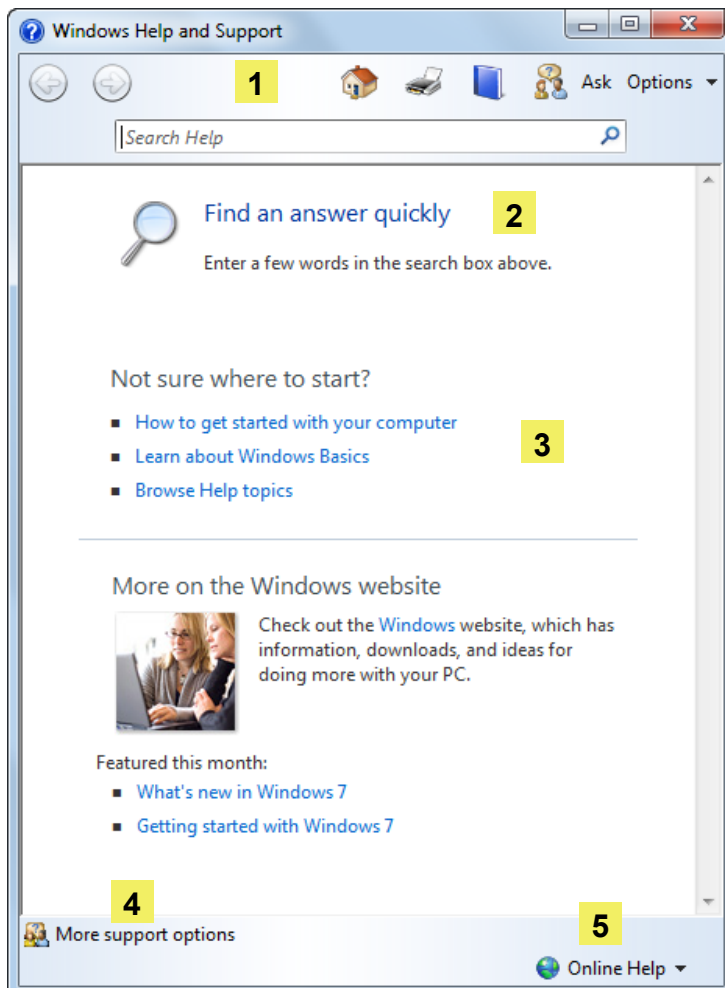 Windows Help and Support
1
Ask Options
Search Help
Find an answer quickly 2
Enter a few words in the search box above.
Not sure where to start?
How to get started with your computer
3
Learn about Windows Basics
Browse Help topics
More on the Windows website
Check out the Windows website, which has
information, downloads, and ideas for
doing more with your PC.
Featured this month:
What's new in Windows 7
Getting started with Windows 7
4
More support options
5
Online Help